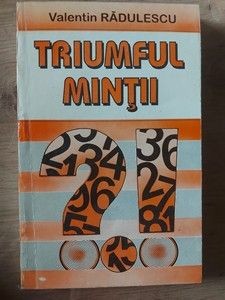 Valentin RĂDULESCU
TRIUMFUL
MINȚII
?!